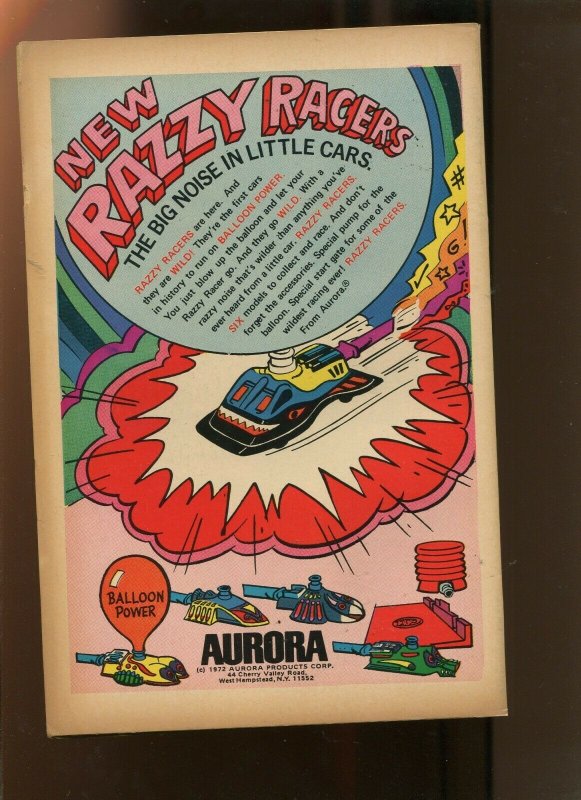 NEW
RAZZY RACERS
THE BIG NOISE IN LITTLE CARS.
RAZZY RACERS are here. And
they are WILD! They're the first cars
in history to run on BALLOON POWER.
You just blow up the balloon and let your
Razzy Racer go. And they go WILD. With a
razzy noise that's wilder than anything you've
ever heard from a little car. RAZZY RACERS.
SIX models to collect and race. And don't
forget the accessories. Special pump for the
balloon. Special start gate for some of the
wildest racing ever! RAZZY RACERS.
From Aurora.®
#
G!
BALLOON
POWER
AURORA
(c) 1972 AURORA PRODUCTS CORP.
44 Cherry Valley Road,
West Hempstead, N.Y. 11552